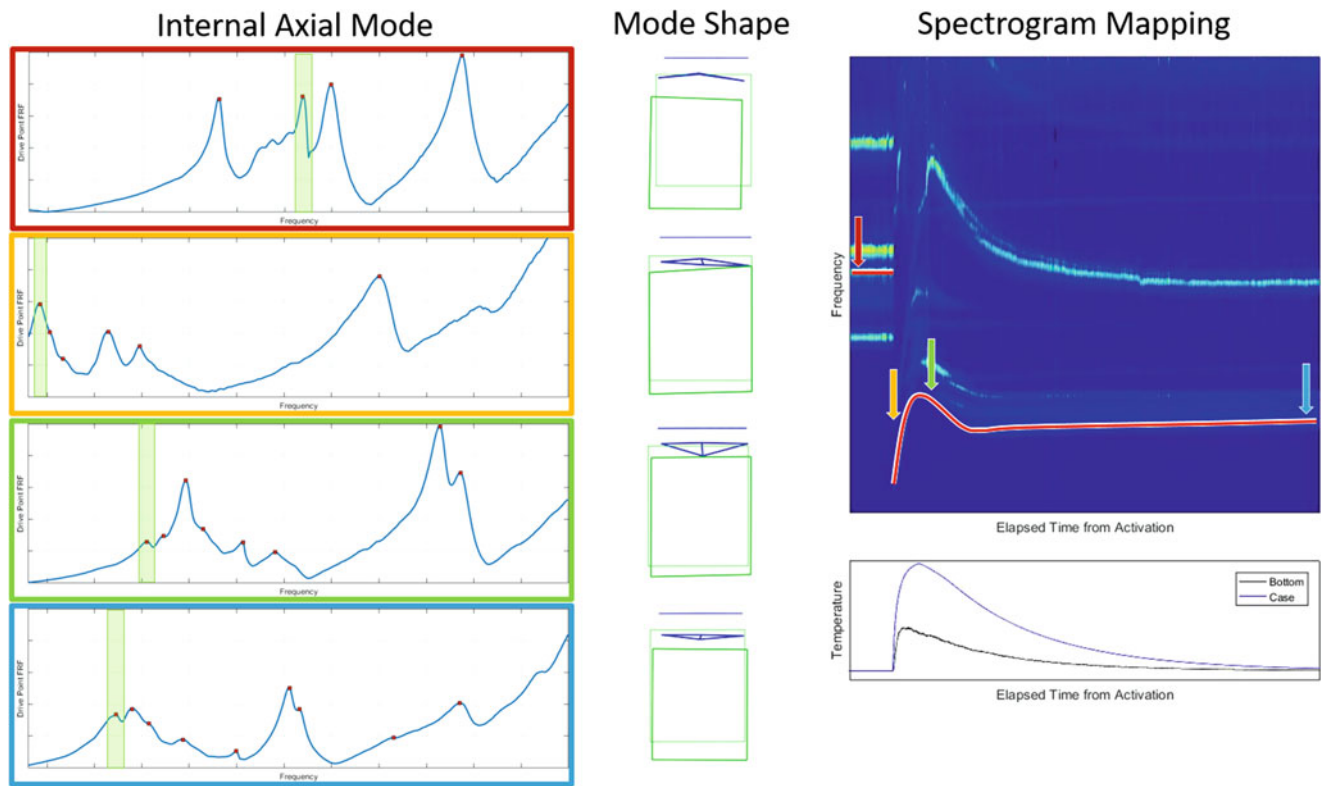 Internal Axial Mode
Mode Shape
Spectrogram Mapping
Drive Point FRF
Frequency
Drive Point FRF
Frequency
Drive Point FRF
Frequency
Drive Point FRF
Frequency
Frequency
Elapsed Time from Activation
Temperature
Bottom
Case
Elapsed Time from Activation